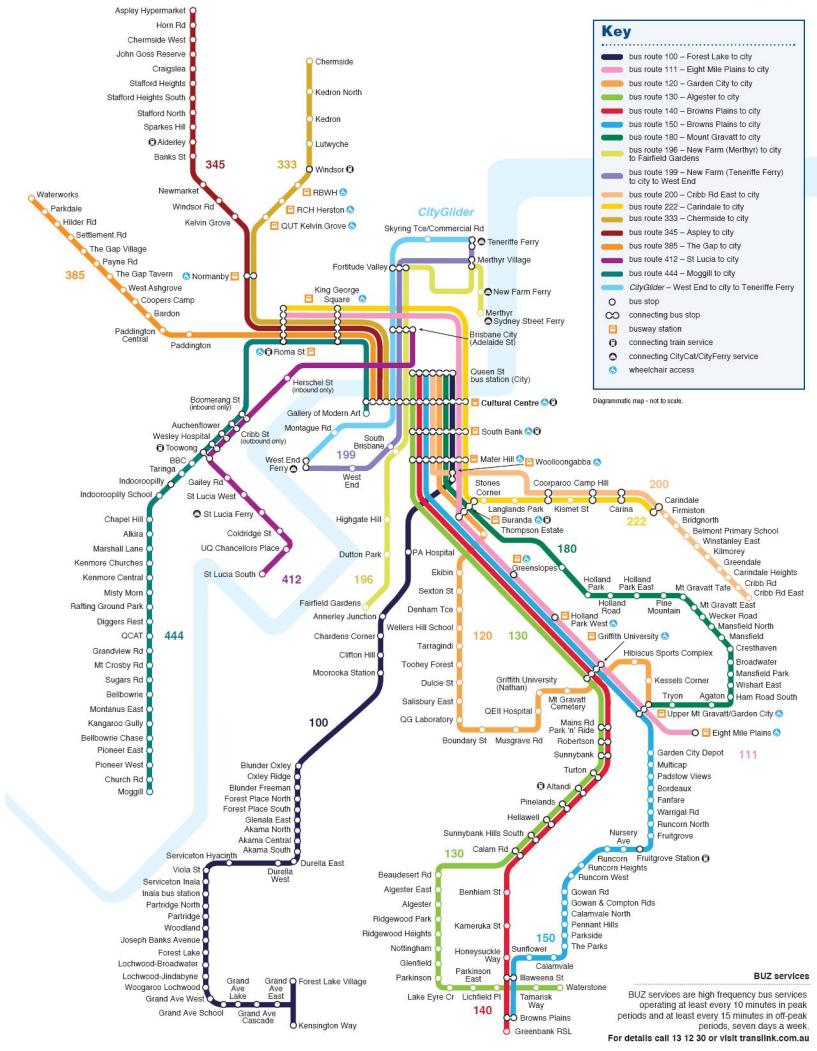 Key
bus route 100 – Forest Lake to city
bus route 111 – Eight Mile Plains to city
bus route 120 – Garden City to city
bus route 130 – Algester to city
bus route 140 – Browns Plains to city
bus route 150 – Browns Plains to city
bus route 180 – Mount Gravatt to city
bus route 196 – New Farm (Merthyr) to city
to Fairfield Gardens
bus route 199 – New Farm (Teneriffe Ferry)
to city to West End
bus route 200 – Cribb Rd East to city
bus route 222 – Carindale to city
bus route 333 – Chermside to city
bus route 345 – Aspley to city
bus route 385 – The Gap to city
bus route 412 – St Lucia to city
bus route 444 – Moggill to city
CityGlider – West End to city to Teneriffe Ferry
bus stop
connecting bus stop
busway station
connecting train service
connecting CityCat/CityFerry service
wheelchair access
Diagrammatic map - not to scale.
Aspley Hypermarket
Horn Rd
Chermside West
John Goss Reserve
Craigslea
Stafford Heights
Stafford Heights South
Stafford North
Sparkes Hill
Alderley
Banks St
345
Newmarket
Windsor Rd
Kelvin Grove
Normanby
Chermside
Kedron North
Kedron
Lutwyche
Windsor
333
RBWH
RCH Herston
QUT Kelvin Grove
Waterworks
Parkdale
Hilder Rd
Settlement Rd
The Gap Village
Payne Rd
The Gap Tavern
West Ashgrove
Coopers Camp
Bardon
385
Paddington
Central
Paddington
King George
Square
Roma St
CityGlider
Skyring Tce/Commercial Rd
Teneriffe Ferry
Merthyr Village
Fortitude Valley
New Farm Ferry
Merthyr
Sydney Street Ferry
Brisbane City
(Adelaide St)
Queen St
bus station (City)
Cultural Centre
South Bank
Mater Hill
Woolloongabba
Herschel St
(inbound only)
Boomerang St
(inbound only)
Gallery of Modern Art
Montague Rd
Auchenflower
Wesley Hospital
Cribb St
(outbound only)
Toowong
BBC
Taringa
Indooroopilly
Indooroopilly School
South
Brisbane
199
West End
Ferry
West
End
Gailey Rd
St Lucia West
St Lucia Ferry
Coldridge St
UQ Chancellors Place
St Lucia South
412
Chapel Hill
Alkira
Marshall Lane
Kenmore Churches
Kenmore Central
Misty Morn
Rafting Ground Park
Diggers Rest
QCAT
444
Grandview Rd
Mt Crosby Rd
Sugars Rd
Bellbowrie
Montanus East
Kangaroo Gully
Bellbowrie Chase
Pioneer East
Pioneer West
Church Rd
Moggill
Highgate Hill
Dutton Park
196
Fairfield Gardens
PA Hospital
Annerley Junction
Chardens Corner
Clifton Hill
Moorooka Station
100
Blunder Oxley
Oxley Ridge
Blunder Freeman
Forest Place North
Forest Place South
Glenala East
Akama North
Akama Central
Akama South
Serviceton Hyacinth
Durella East
Durella
West
Viola St
Serviceton Inala
Inala bus station
Partridge North
Partridge
Woodland
Joseph Banks Avenue
Forest Lake
Lochwood-Broadwater
Lochwood-Jindabyne
Woogaroo Lochwood
Grand Ave West
Grand Ave School
Grand
Ave
Lake
Grand Ave
Cascade
Grand
Ave
East
Forest Lake Village
Kensington Way
Stones
Corner
Langlands Park
Coorparoo Camp Hill
Kismet St
Carina
222
200
Carindale
Firmiston
Bridgnorth
Belmont Primary School
Winstanley East
Kilmorey
Greendale
Carindale Heights
Cribb Rd
Cribb Rd East
Buranda
Thompson Estate
180
Greenslopes
Holland
Park
Holland
Road
Holland
Park East
Pine
Mountain
Mt Gravatt Tafe
Mt Gravatt East
Wecker Road
Mansfield North
Mansfield
Cresthaven
Broadwater
Mansfield Park
Wishart East
Ham Road South
Agaton
Tryon
Holland
Park West
Griffith University
Hibiscus Sports Complex
Kessels Corner
Upper Mt Gravatt/Garden City
Eight Mile Plains
111
Ekibin
Sexton St
Denham Tce
Wellers Hill School
Tarragindi
120
Toohey Forest
Dulcie St
Salisbury East
QG Laboratory
Boundary St
Musgrave Rd
QEII Hospital
Mt Gravatt
Cemetery
Griffith University
(Nathan)
130
Mains Rd
Park 'n' Ride
Robertson
Sunnybank
Turton
Altandi
Pinelands
Hellawell
Sunnybank Hills South
Calam Rd
130
Beaudesert Rd
Algester East
Algester
Ridgewood Park
Ridgewood Heights
Nottingham
Glenfield
Parkinson
Lake Eyre Cr
Parkinson
East
Lichfield Pl
Tamarisk
Way
Waterstone
Benhiam St
Kameruka St
Honeysuckle
Way
Illaweena St
140
Browns Plains
Greenbank RSL
Garden City Depot
Multicap
Padstow Views
Bordeaux
Fanfare
Warrigal Rd
Runcorn North
Fruitgrove
Fruitgrove Station
Nursery
Ave
Runcorn
Runcorn Heights
Runcorn West
Gowan Rd
Gowan & Compton Rds
Calamvale North
Pennant Hills
Parkside
The Parks
150
Sunflower
Calamvale
BUZ services
BUZ services are high frequency bus services
operating at least every 10 minutes in peak
periods and at least every 15 minutes in off-peak
periods, seven days a week.
For details call 13 12 30 or visit translink.com.au